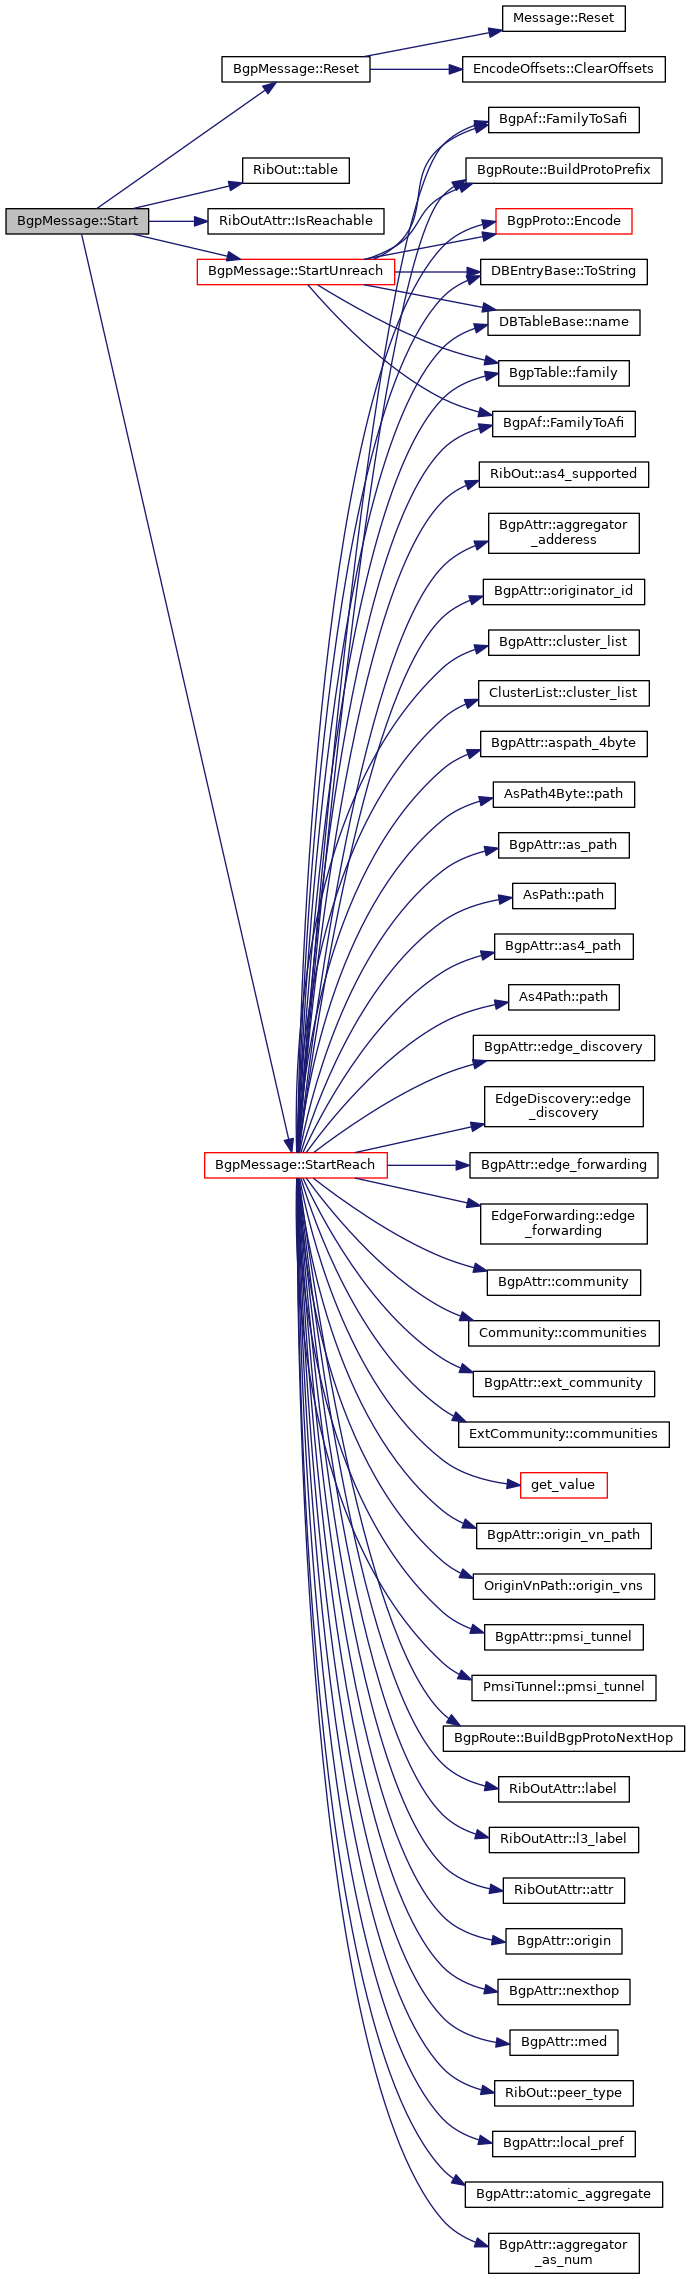 Message::Reset
BgpMessage::Reset
EncodeOffsets::ClearOffsets
BgpAf::FamilyToSafi
RibOut::table
BgpRoute::BuildProtoPrefix
BgpMessage::Start
RibOutAttr::IsReachable
BgpProto::Encode
BgpMessage::StartUnreach
DBEntryBase::ToString
DBTableBase::name
BgpTable::family
BgpAf::FamilyToAfi
RibOut::as4_supported
BgpAttr::aggregator
_adderess
BgpAttr::originator_id
BgpAttr::cluster_list
ClusterList::cluster_list
BgpAttr::aspath_4byte
AsPath4Byte::path
BgpAttr::as_path
AsPath::path
BgpAttr::as4_path
As4Path::path
BgpAttr::edge_discovery
EdgeDiscovery::edge
_discovery
BgpMessage::StartReach
BgpAttr::edge_forwarding
EdgeForwarding::edge
_forwarding
BgpAttr::community
Community::communities
BgpAttr::ext_community
ExtCommunity::communities
get_value
BgpAttr::origin_vn_path
OriginVnPath::origin_vns
BgpAttr::pmsi_tunnel
PmsiTunnel::pmsi_tunnel
BgpRoute::BuildBgpProtoNextHop
RibOutAttr::label
RibOutAttr::l3_label
RibOutAttr::attr
BgpAttr::origin
BgpAttr::nexthop
BgpAttr::med
RibOut::peer_type
BgpAttr::local_pref
BgpAttr::atomic_aggregate
BgpAttr::aggregator
_as_num